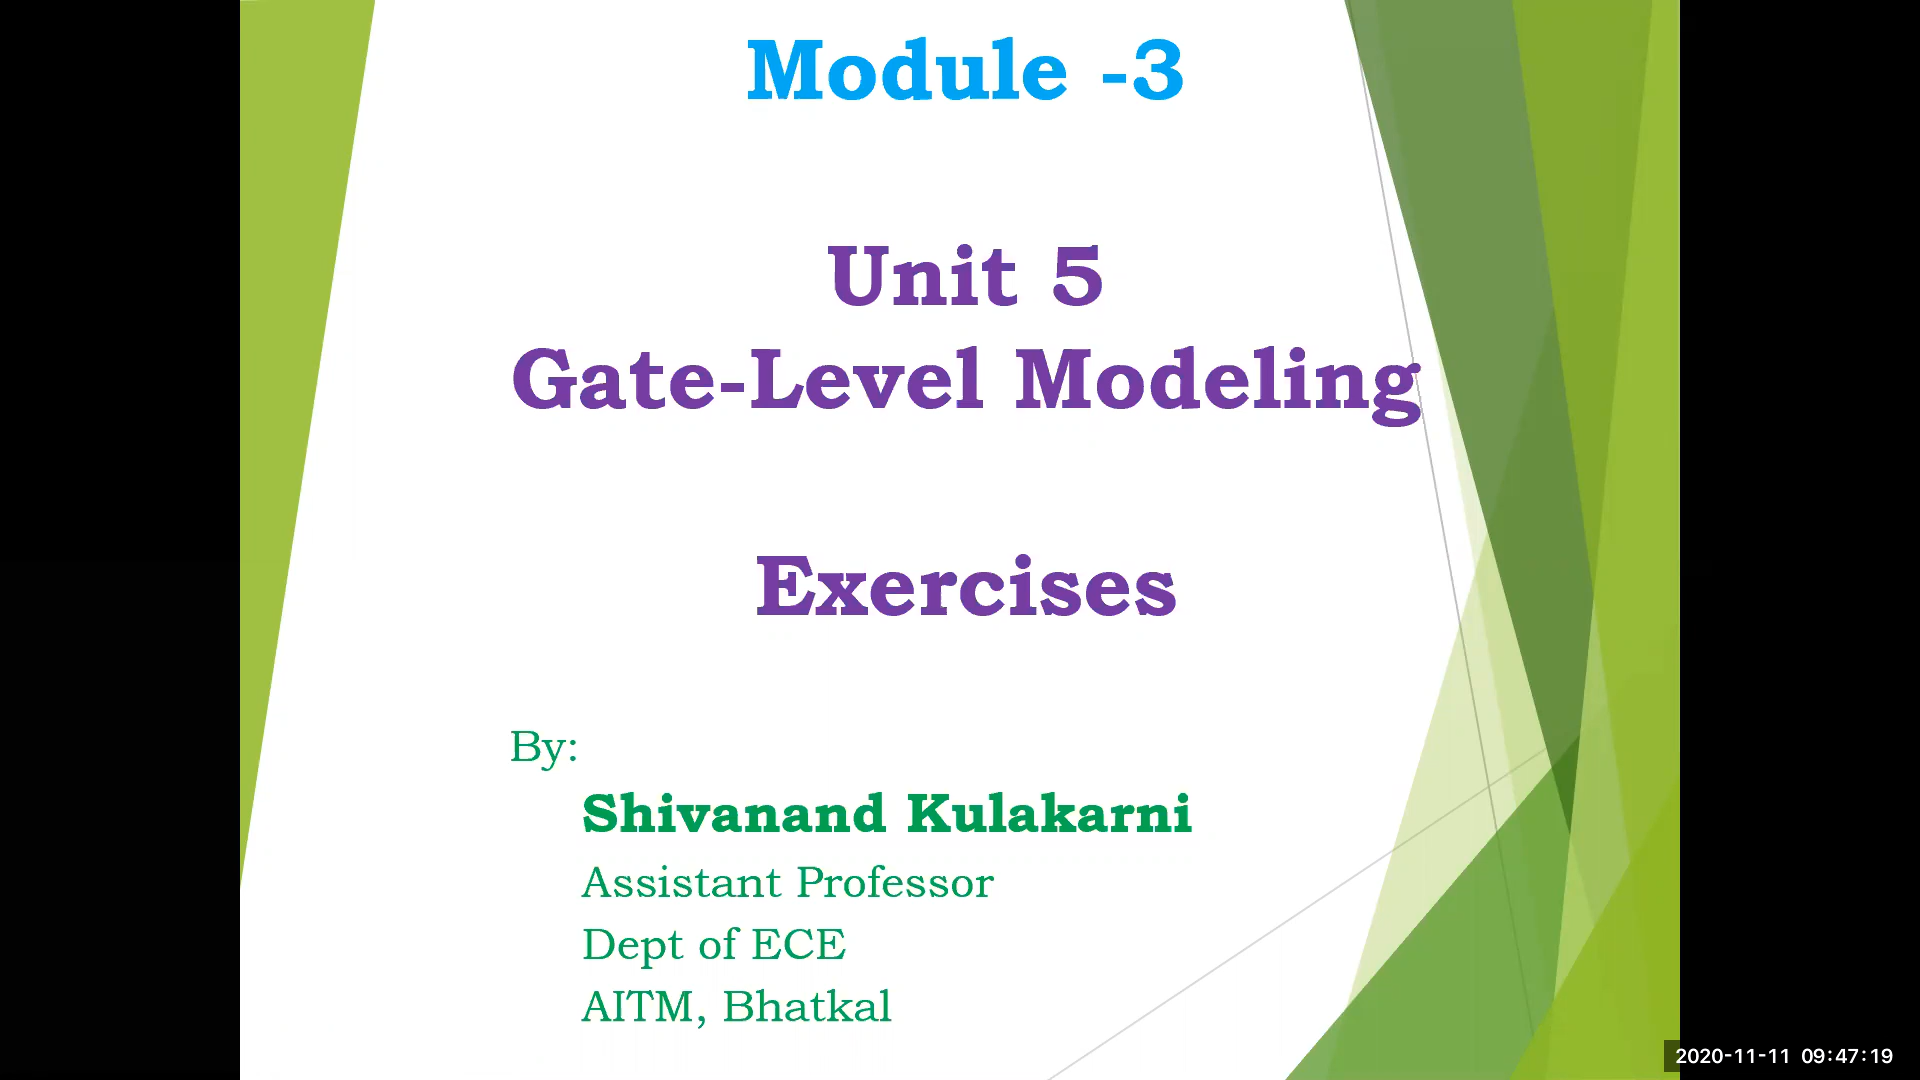 Module -3
Unit 5
Gate-Level Modeling
Exercises
By:
Shivanand Kulakarni
Assistant Professor
Dept of ECE
AITM, Bhatkal
2020-11-11 09:47:19